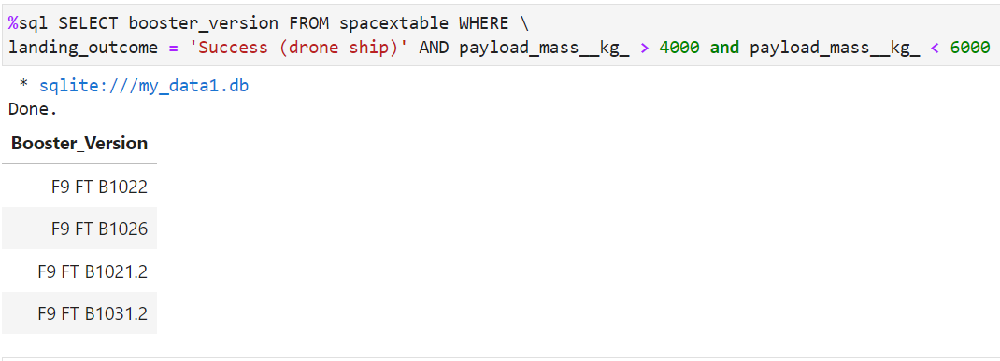 %sql SELECT booster_version FROM spacextable WHERE \
landing_outcome = 'Success (drone ship)' AND payload_mass__kg_ > 4000 and payload_mass__kg_ < 6000
* sqlite:///my_data1.db
Done.
Booster_Version
F9 FT B1022
F9 FT B1026
F9 FT B1021.2
F9 FT B1031.2